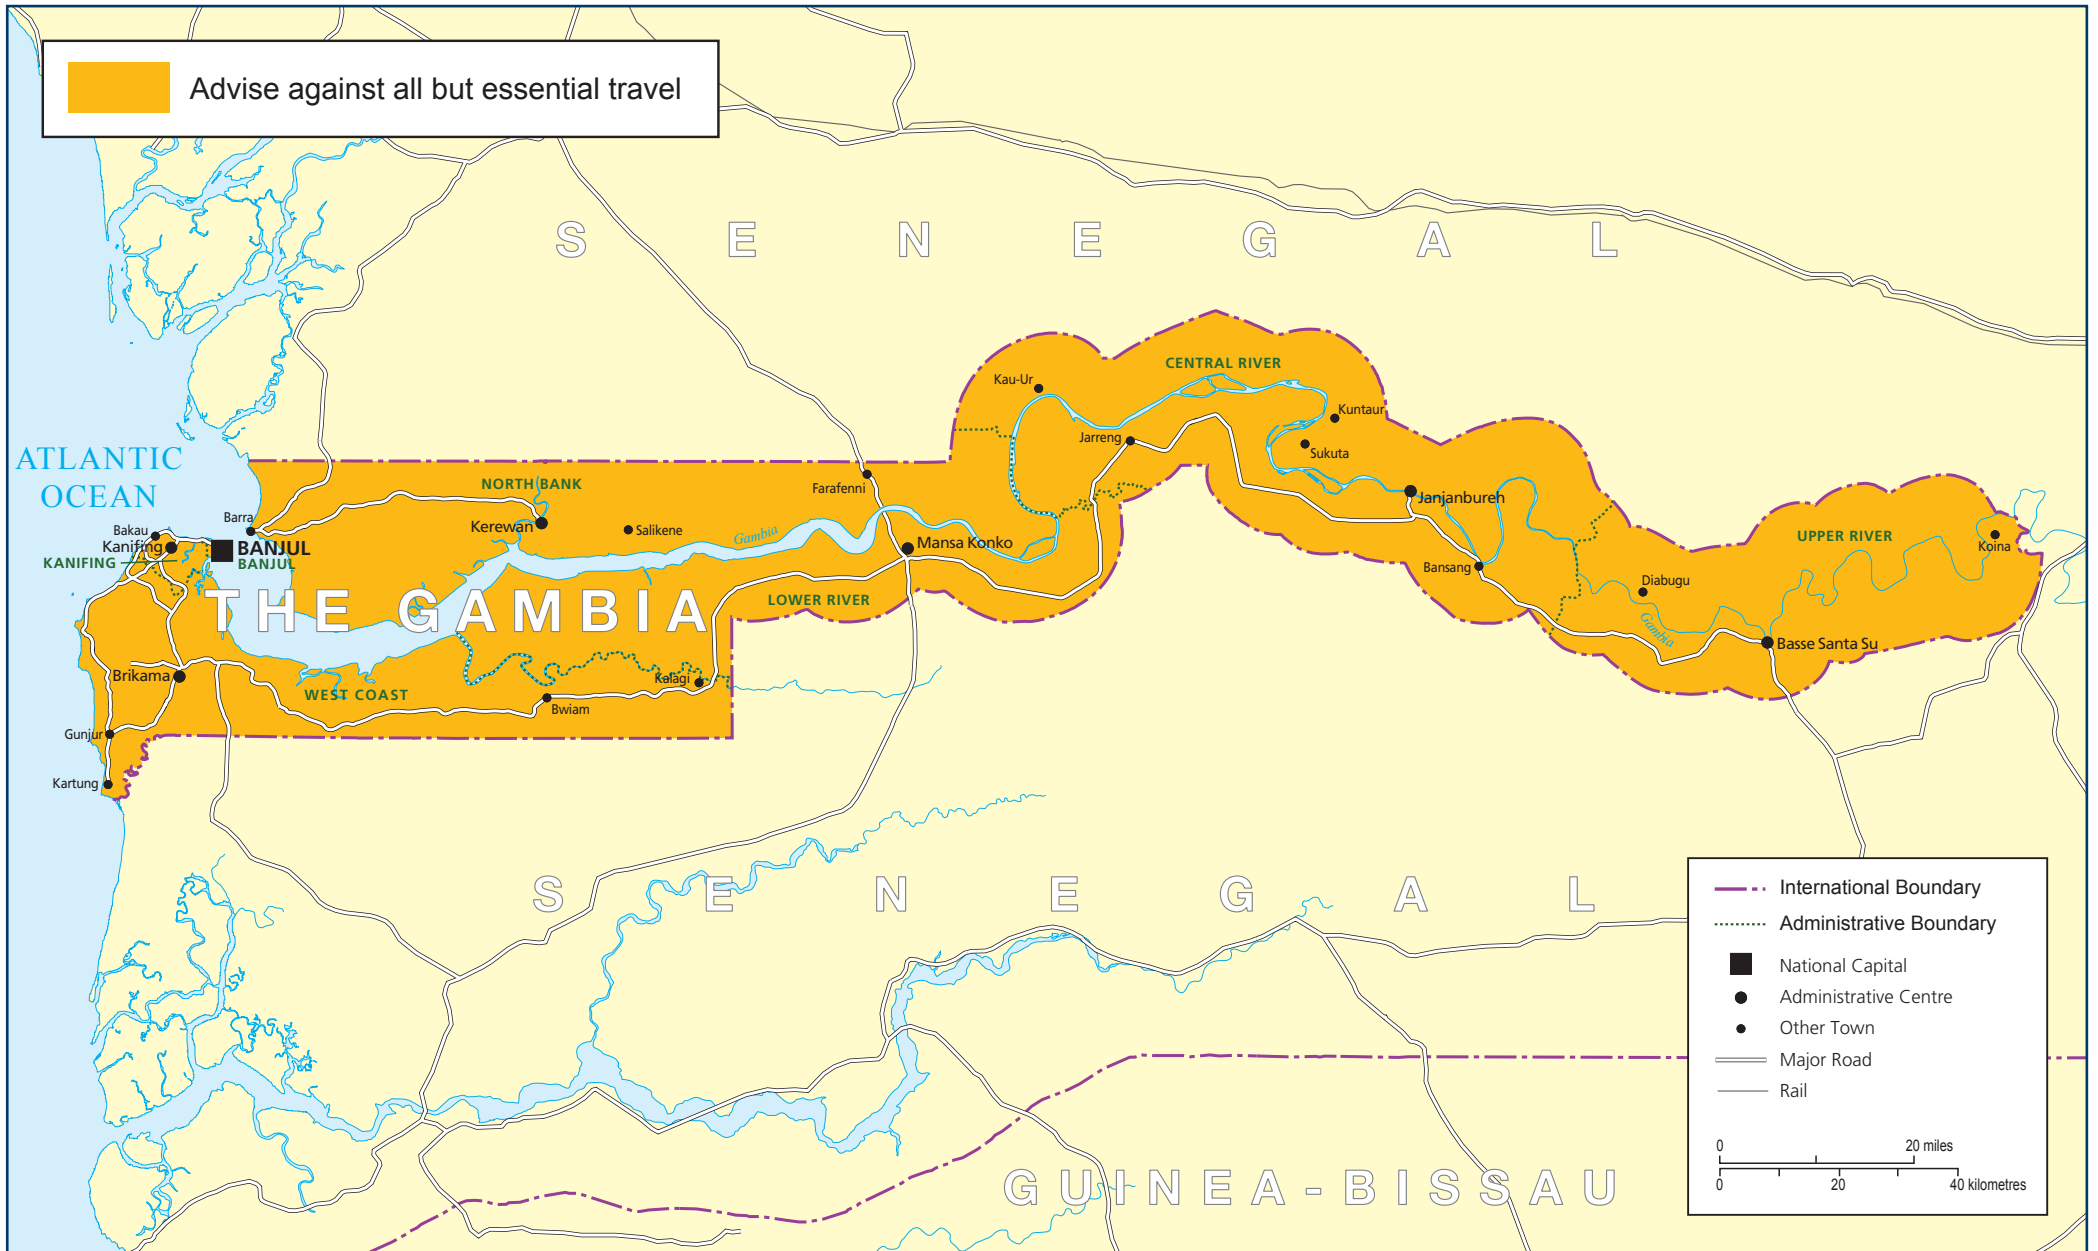 Advise against all but essential travel
S E N E G A L
CENTRAL RIVER
Kau-Ur
Kuntaur
Jarreng
Sukuta
ATLANTIC
OCEAN
NORTH BANK
Farafenni
Janjanbureh
Barra
Bakau
Kerewan
Salikene
Gambia
Mansa Konko
UPPER RIVER
Koina
Kanifing
BANJUL
KANIFING
BANJUL
Bansang
Diabugu
THE GAMBIA
LOWER RIVER
Gambia
Basse Santa Su
Brikama
Kalagi
WEST COAST
Bwiam
Gunjur
Kartung
S E N E G A L
International Boundary
Administrative Boundary
National Capital
Administrative Centre
Other Town
Major Road
Rail
0 20 miles
0 20 40 kilometres
GUINEA-BISSAU